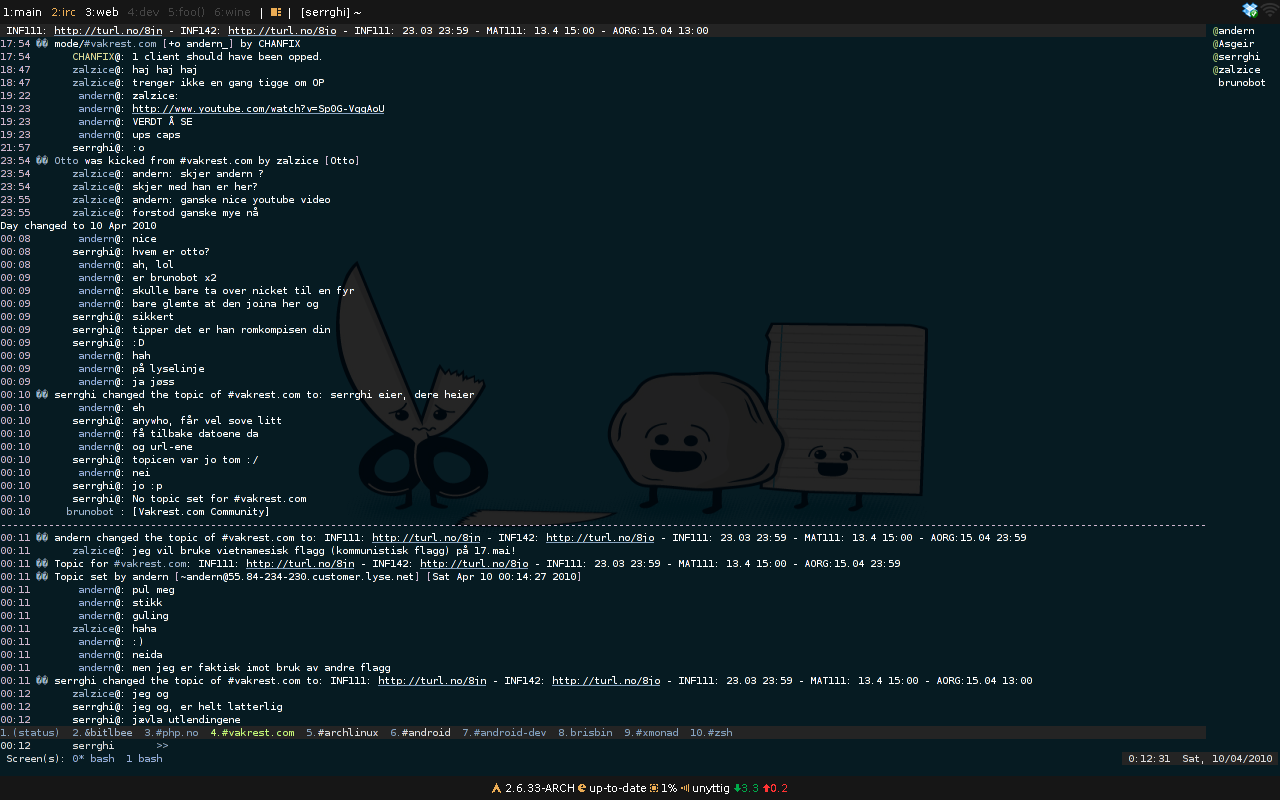 1:main 2:irc 3:web 4:dev 5:foo() 6:wine | | [serrghi] ~
INF111: http://turl.no/8jn - INF142: http://turl.no/8jo - INF111: 23.03 23:59 - MAT111: 13.4 15:00 - AORG:15.04 13:00
@andern
@Asgeir
@serrghi
@zalzice
brunobot
17:54 �� mode/#vakrest.com [+o andern_] by CHANFIX
17:54 CHANFIX@: 1 client should have been opped.
18:47 zalzice@: haj haj haj
18:47 zalzice@: trenger ikke en gang tigge om OP
19:22 andern@: zalzice:
19:23 andern@: http://www.youtube.com/watch?v=Sp0G-VqqAoU
19:23 andern@: VERDT Å SE
19:23 andern@: ups caps
21:57 serrghi@: :o
23:54 �� Otto was kicked from #vakrest.com by zalzice [Otto]
23:54 zalzice@: andern: skjer andern ?
23:54 zalzice@: skjer med han er her?
23:55 zalzice@: andern: ganske nice youtube video
23:55 zalzice@: forstod ganske mye nå
Day changed to 10 Apr 2010
00:08 andern@: nice
00:08 serrghi@: hvem er otto?
00:08 andern@: ah, lol
00:09 andern@: er brunobot x2
00:09 andern@: skulle bare ta over nicket til en fyr
00:09 andern@: bare glemte at den joina her og
00:09 serrghi@: sikkert
00:09 serrghi@: tipper det er han romkompisen din
00:09 serrghi@: :D
00:09 andern@: hah
00:09 andern@: på lyselinje
00:09 andern@: ja jøss
00:10 �� serrghi changed the topic of #vakrest.com to: serrghi eier, dere heier
00:10 andern@: eh
00:10 serrghi@: anywho, får vel sove litt
00:10 andern@: få tilbake datoene da
00:10 andern@: og url-ene
00:10 serrghi@: topicen var jo tom :/
00:10 andern@: nei
00:10 serrghi@: jo :p
00:10 serrghi@: No topic set for #vakrest.com
00:10 brunobot : [Vakrest.com Community]
00:11 �� andern changed the topic of #vakrest.com to: INF111: http://turl.no/8jn - INF142: http://turl.no/8jo - INF111: 23.03 23:59 - MAT111: 13.4 15:00 - AORG:15.04 23:59
00:11 zalzice@: jeg vil bruke vietnamesisk flagg (kommunistisk flagg) på 17.mai!
00:11 �� Topic for #vakrest.com: INF111: http://turl.no/8jn - INF142: http://turl.no/8jo - INF111: 23.03 23:59 - MAT111: 13.4 15:00 - AORG:15.04 23:59
00:11 �� Topic set by andern [~andern@55.84-234-230.customer.lyse.net] [Sat Apr 10 00:14:27 2010]
00:11 andern@: pul meg
00:11 andern@: stikk
00:11 andern@: guling
00:11 zalzice@: haha
00:11 andern@: :)
00:11 andern@: neida
00:11 andern@: men jeg er faktisk imot bruk av andre flagg
00:11 �� serrghi changed the topic of #vakrest.com to: INF111: http://turl.no/8jn - INF142: http://turl.no/8jo - INF111: 23.03 23:59 - MAT111: 13.4 15:00 - AORG:15.04 13:00
00:12 zalzice@: jeg og
00:12 serrghi@: jeg og, er helt latterlig
00:12 serrghi@: jævla utlendingene
1.(status) 2.&bitlbee 3.#php.no 4.#vakrest.com 5.#archlinux 6.#android 7.#android-dev 8.brisbin 9.#xmonad 10.#zsh
00:12 serrghi >>
Screen(s): 0* bash 1 bash
0:12:31 Sat, 10/04/2010
2.6.33-ARCH up-to-date 1% unyttig 3.3 0.2